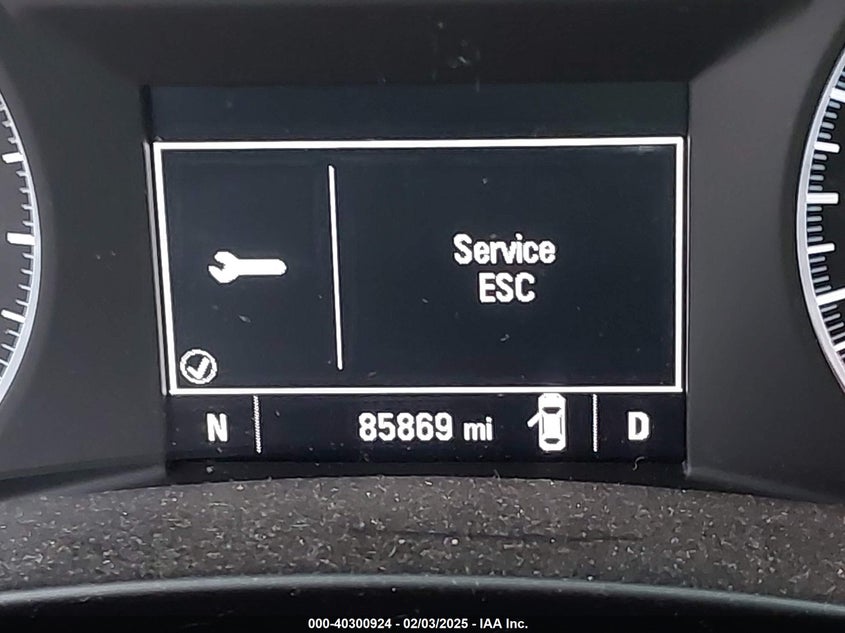 Service
ESC
N 85869 mi D
000-40300924 - 02/03/2025 - IAA Inc.